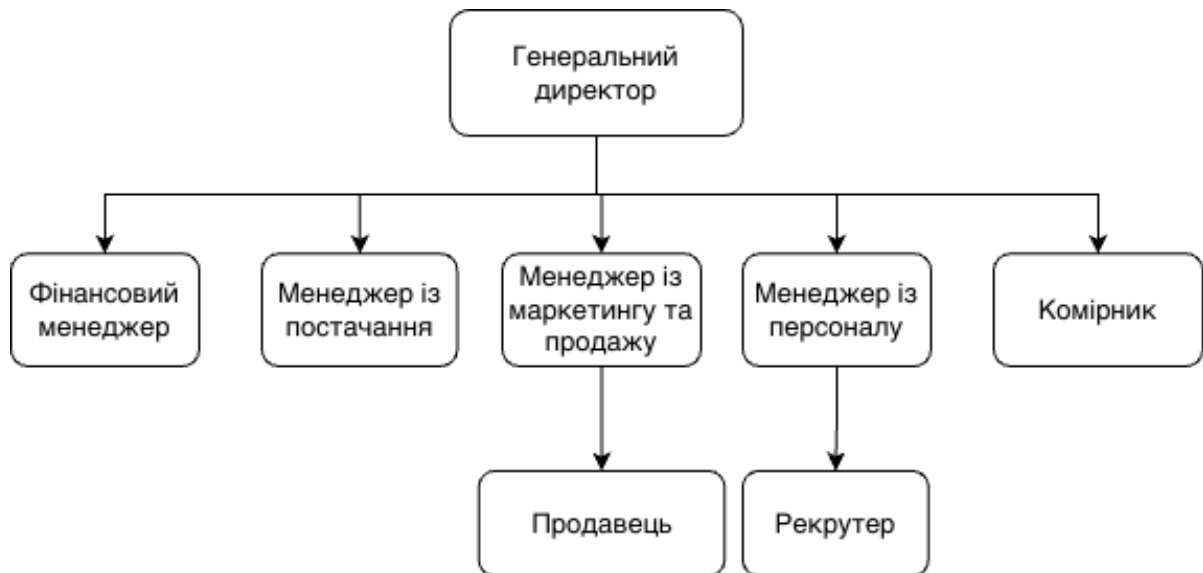 Генеральний
директор
Фінансовий
менеджер
Менеджер із
постачання
Менеджер із
маркетингу та
продажу
Менеджер із
персоналу
Комірник
Продавець
Рекрутер